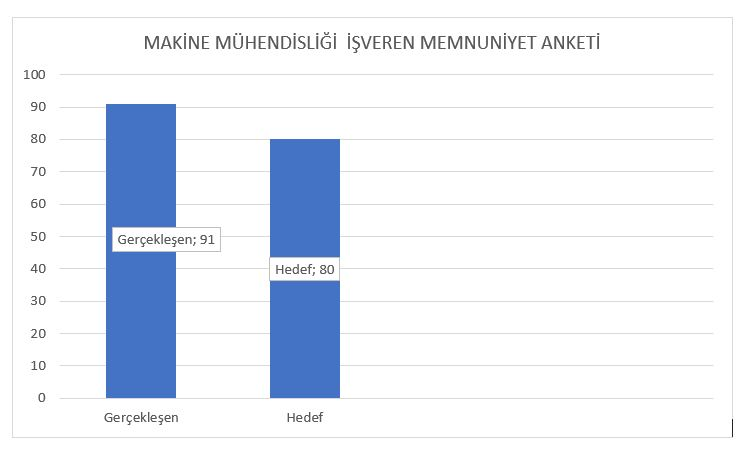 MAKİNE MÜHENDİSLİĞİ  İŞVEREN MEMNUNİYET ANKETİ
100
90
80
70
60
50
40
30
20
10
0
Gerçekleşen; 91
Hedef; 80
Gerçekleşen
Hedef